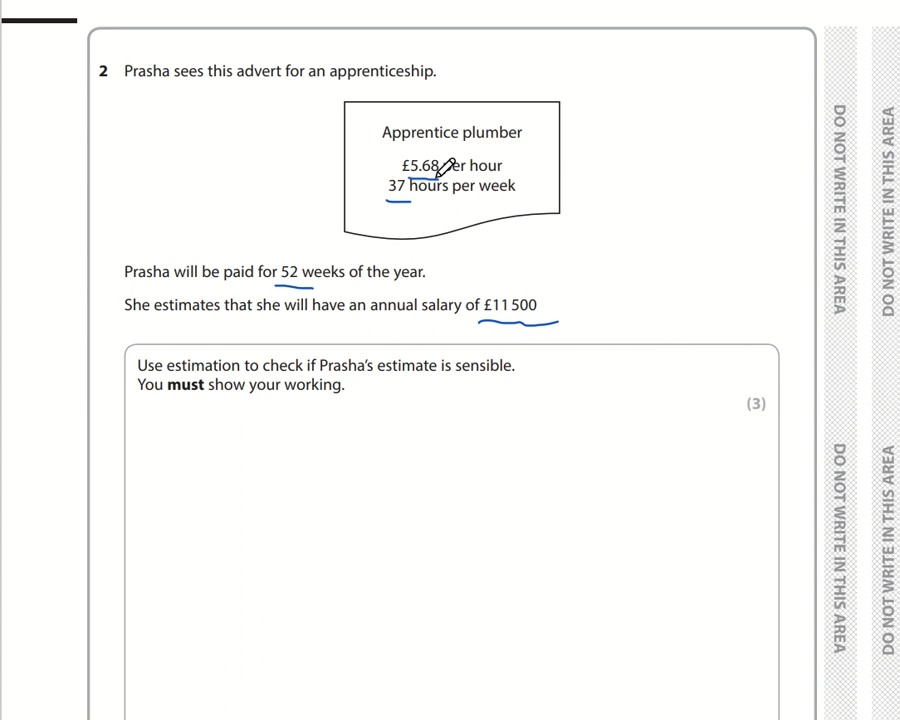 2 Prasha sees this advert for an apprenticeship.
Apprentice plumber
£5.68 per hour
37 hours per week
Prasha will be paid for 52 weeks of the year.
She estimates that she will have an annual salary of £11 500
Use estimation to check if Prasha's estimate is sensible.
You must show your working.
(3)
DO NOT WRITE IN THIS AREA
DO NOT WRITE IN THIS AREA
DO NOT WRITE IN THIS AREA
DO NOT WRITE IN THIS AREA